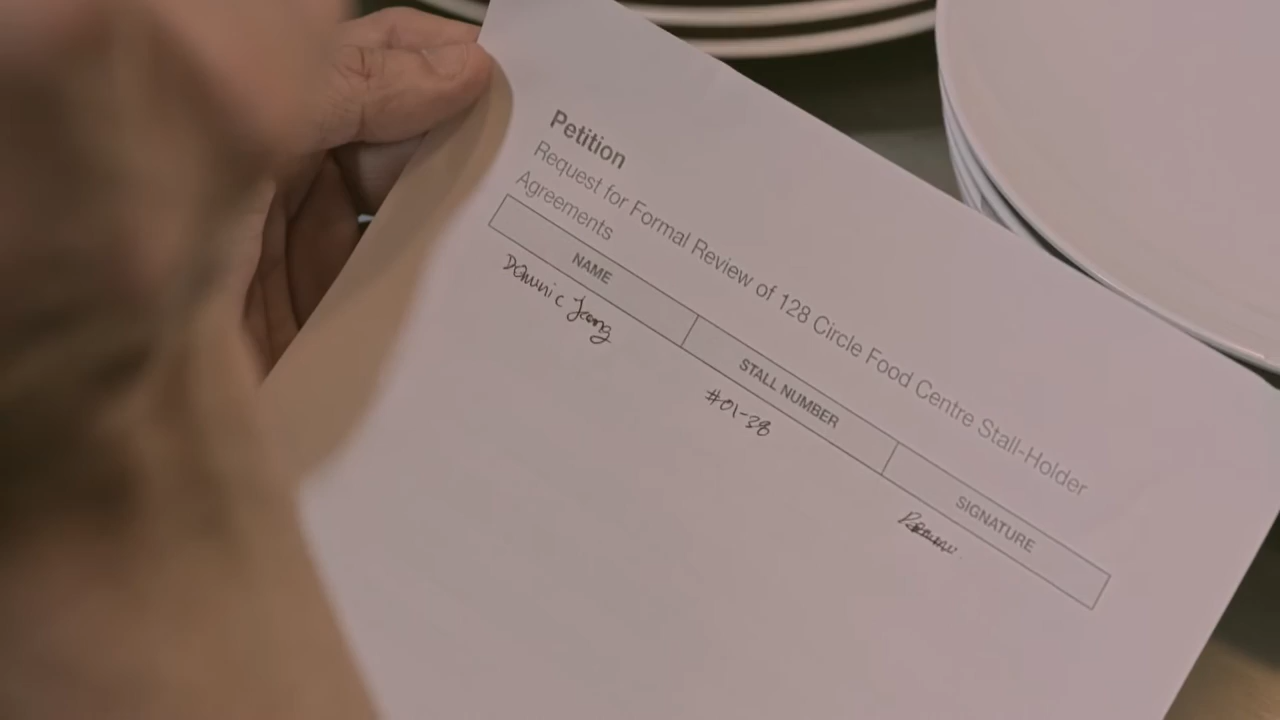 Petition
Request for Formal Review of 128 Circle Food Centre Stall-Holder
Agreements
NAME STALL NUMBER SIGNATURE
Dominic Jeong #01-38